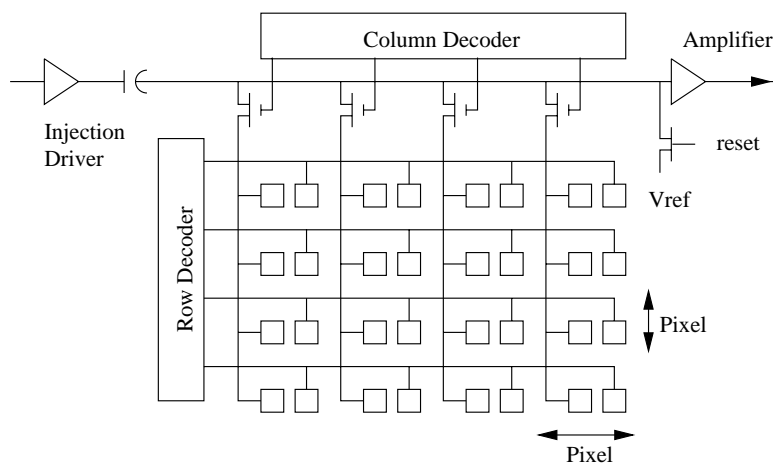 Column Decoder
Amplifier
Injection
Driver
reset
Vref
Row Decoder
Pixel
Pixel